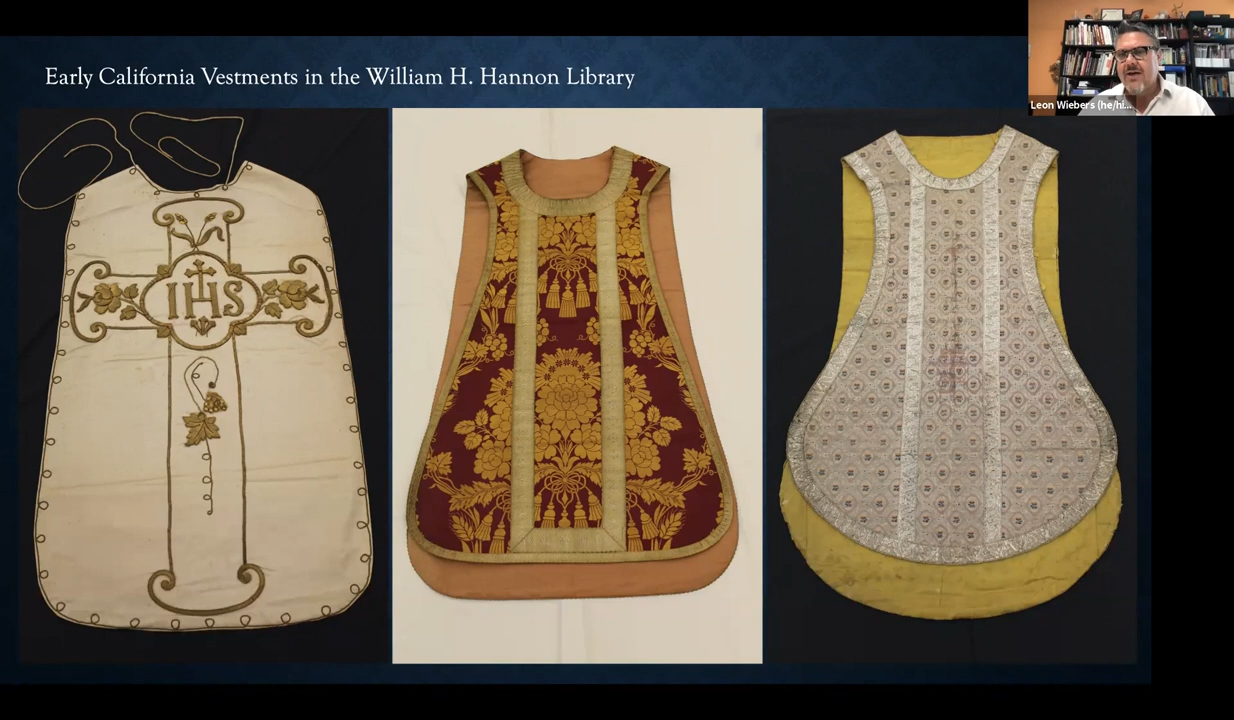 Early California Vestments in the William H. Hannon Library
Leon Wiebers (he/hi...
IHS